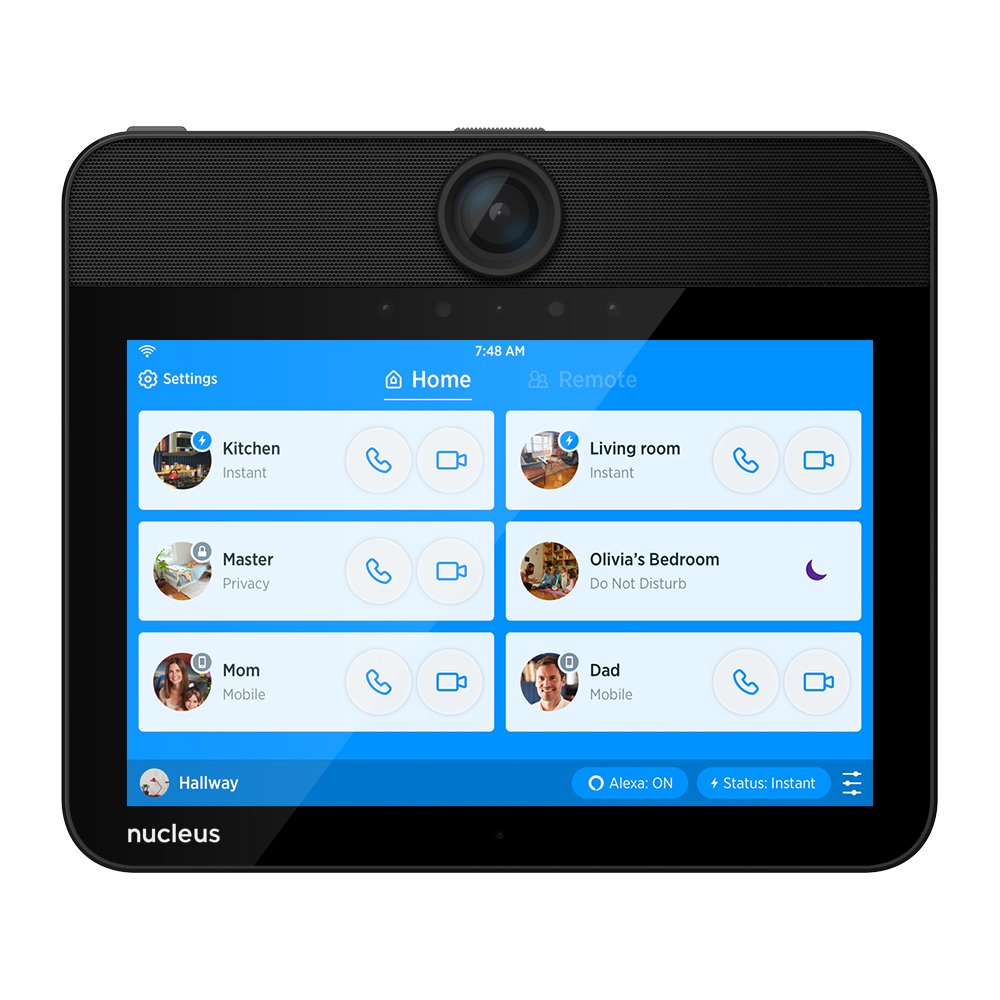 7:48 AM
Settings
Home
Remote
Kitchen
Instant
Living room
Instant
Master
Privacy
Olivia’s Bedroom
Do Not Disturb
Mom
Mobile
Dad
Mobile
Hallway
Alexa: ON
Status: Instant
nucleus